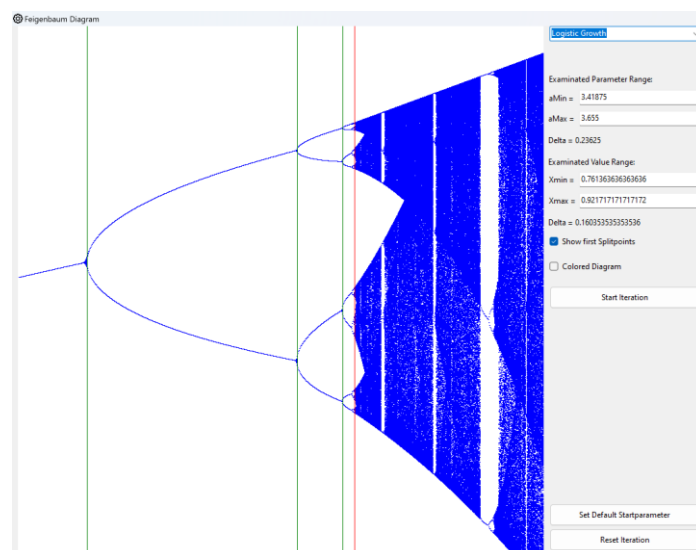 Feigenbaum Diagram
Logistic Growth
Examinated Parameter Range:
aMin = 3.41875
aMax = 3.655
Delta = 0.23625
Examinated Value Range:
Xmin = 0.761363636363636
Xmax = 0.921717171717172
Delta = 0.160353535353536
Show first Splitpoints
Colored Diagram
Start Iteration
Set Default Startparameter
Reset Iteration